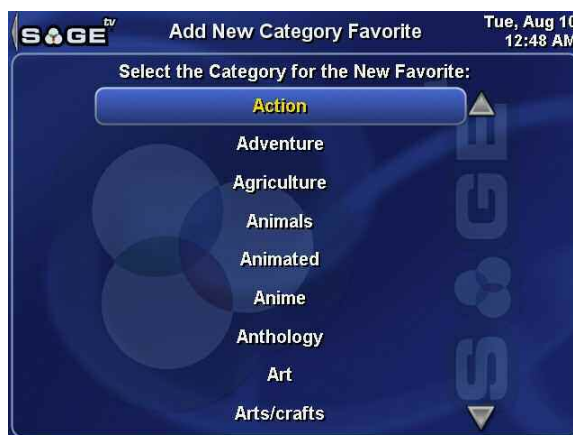 SAGE tv
Add New Category Favorite
Tue, Aug 10
12:48 AM
Select the Category for the New Favorite:
Action
Adventure
Agriculture
Animals
Animated
Anime
Anthology
Art
Arts/crafts
SAGE